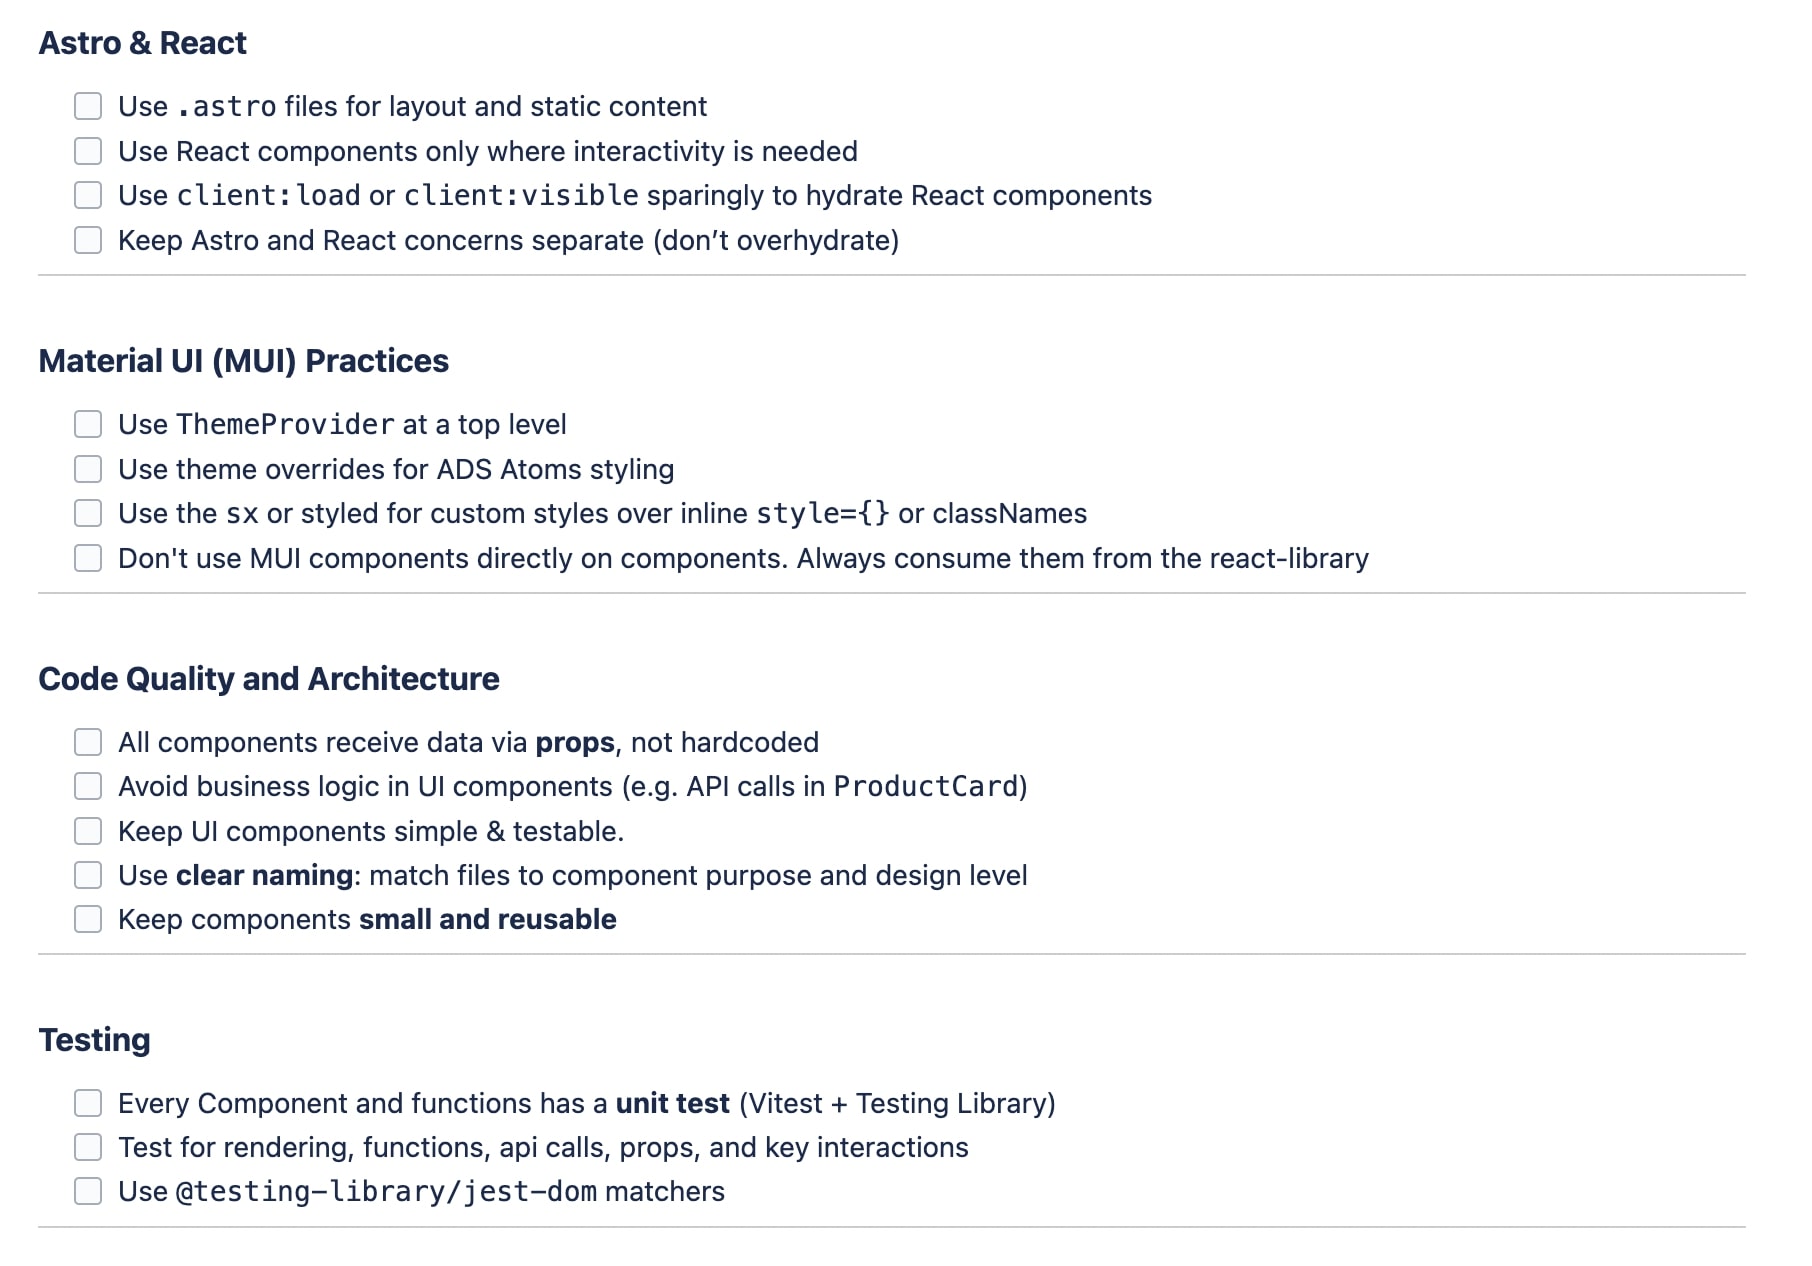 Astro & React
Use .astro files for layout and static content
Use React components only where interactivity is needed
Use client:load or client:visible sparingly to hydrate React components
Keep Astro and React concerns separate (don’t overhydrate)
Material UI (MUI) Practices
Use ThemeProvider at a top level
Use theme overrides for ADS Atoms styling
Use the sx or styled for custom styles over inline style={} or classNames
Don't use MUI components directly on components. Always consume them from the react-library
Code Quality and Architecture
All components receive data via props, not hardcoded
Avoid business logic in UI components (e.g. API calls in ProductCard)
Keep UI components simple & testable.
Use clear naming: match files to component purpose and design level
Keep components small and reusable
Testing
Every Component and functions has a unit test (Vitest + Testing Library)
Test for rendering, functions, api calls, props, and key interactions
Use @testing-library/jest-dom matchers